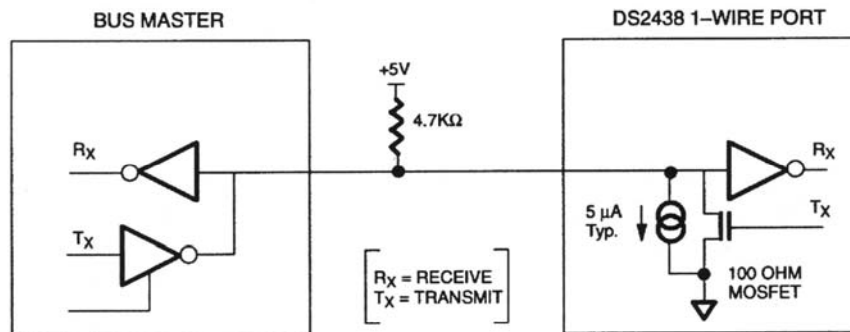 BUS MASTER
DS2438 1–WIRE PORT
+5V
4.7KΩ
RX
TX
RX = RECEIVE
TX = TRANSMIT
5 µA
Typ.
RX
TX
100 OHM
MOSFET